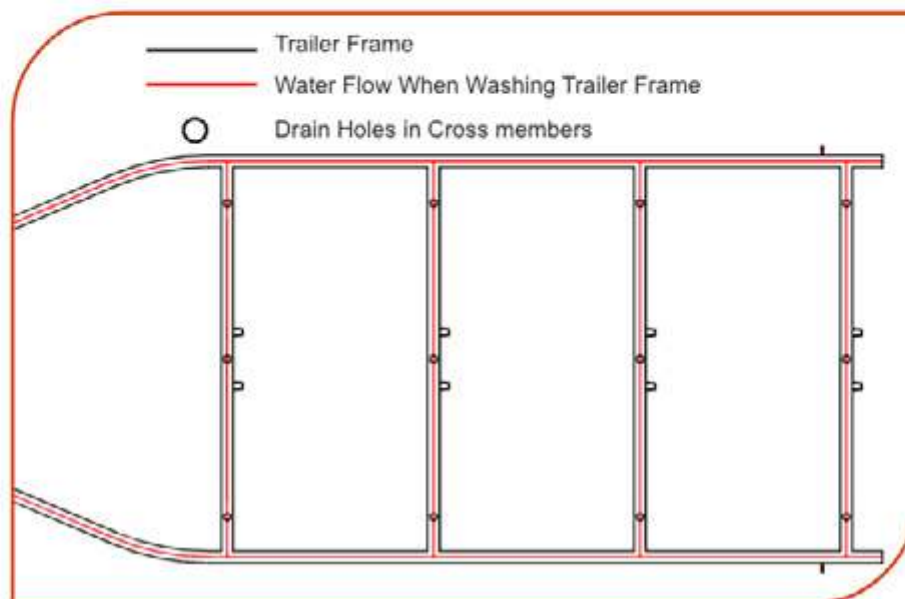 Trailer Frame
Water Flow When Washing Trailer Frame
Drain Holes in Cross members